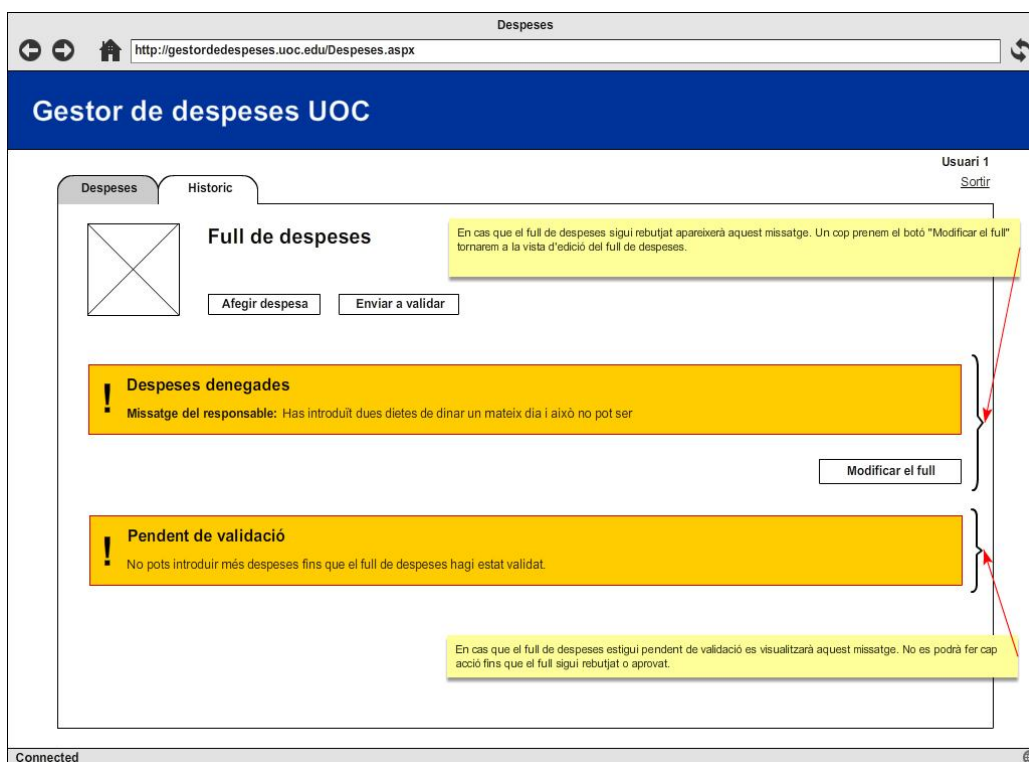 Despeses
http://gestordedespeses.uoc.edu/Despeses.aspx
Gestor de despeses UOC
Usuari 1
Sortir
Despeses
Historic
Full de despeses
En cas que el full de despeses sigui rebutjat apareixerà aquest missatge. Un cop prenem el botó "Modificar el full"
tornarem a la vista d'edició del full de despeses.
Afegir despesa
Enviar a validar
! Despeses denegades
Missatge del responsable: Has introduït dues dietes de dinar un mateix dia i això no pot ser
Modificar el full
! Pendent de validació
No pots introduir més despeses fins que el full de despeses hagi estat validat.
En cas que el full de despeses estigui pendent de validació es visualitzarà aquest missatge. No es podrà fer cap
acció fins que el full sigui rebutjat o aprovat.
Connected